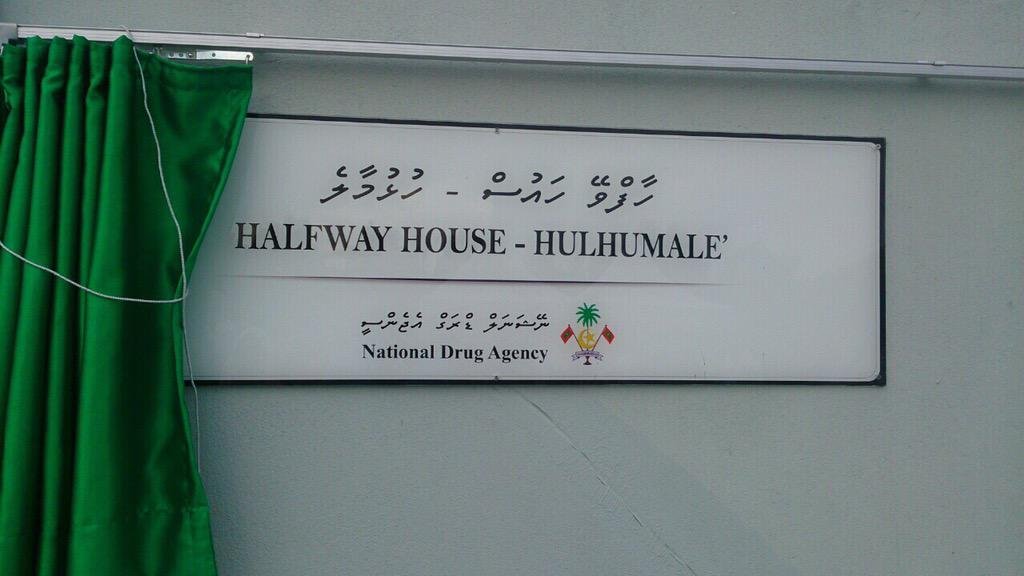 ހާފްވޭ ހައުސް - ހުޅުމާލެ
HALFWAY HOUSE - HULHUMALE’
ނޭޝަނަލް ޑްރަގް އެޖެންސީ
National Drug Agency